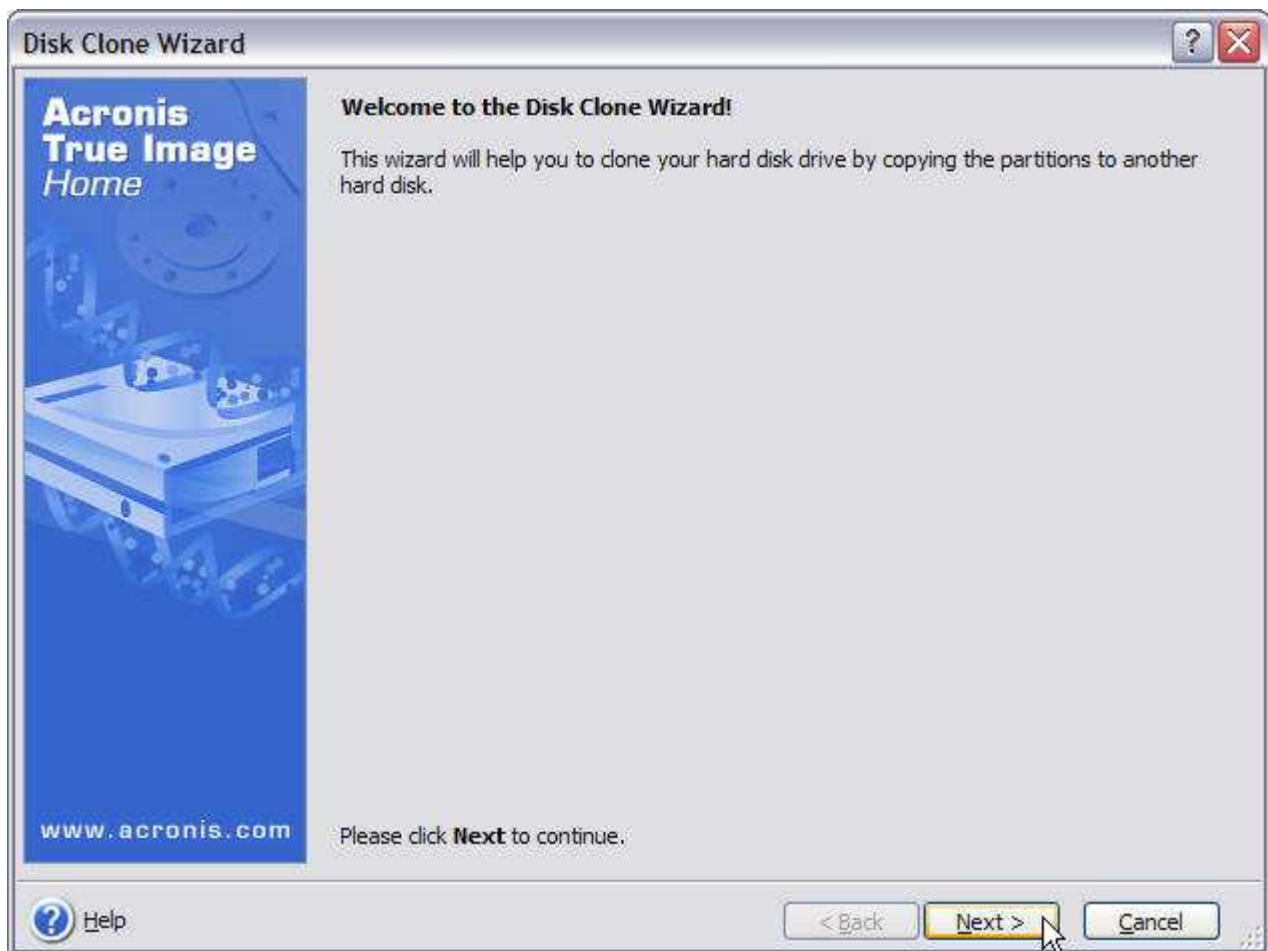 Disk Clone Wizard
?
Acronis
True Image
Home
Welcome to the Disk Clone Wizard!
This wizard will help you to clone your hard disk drive by copying the partitions to another
hard disk.
www.acronis.com
Please click Next to continue.
? Help
< Back
Next >
Cancel